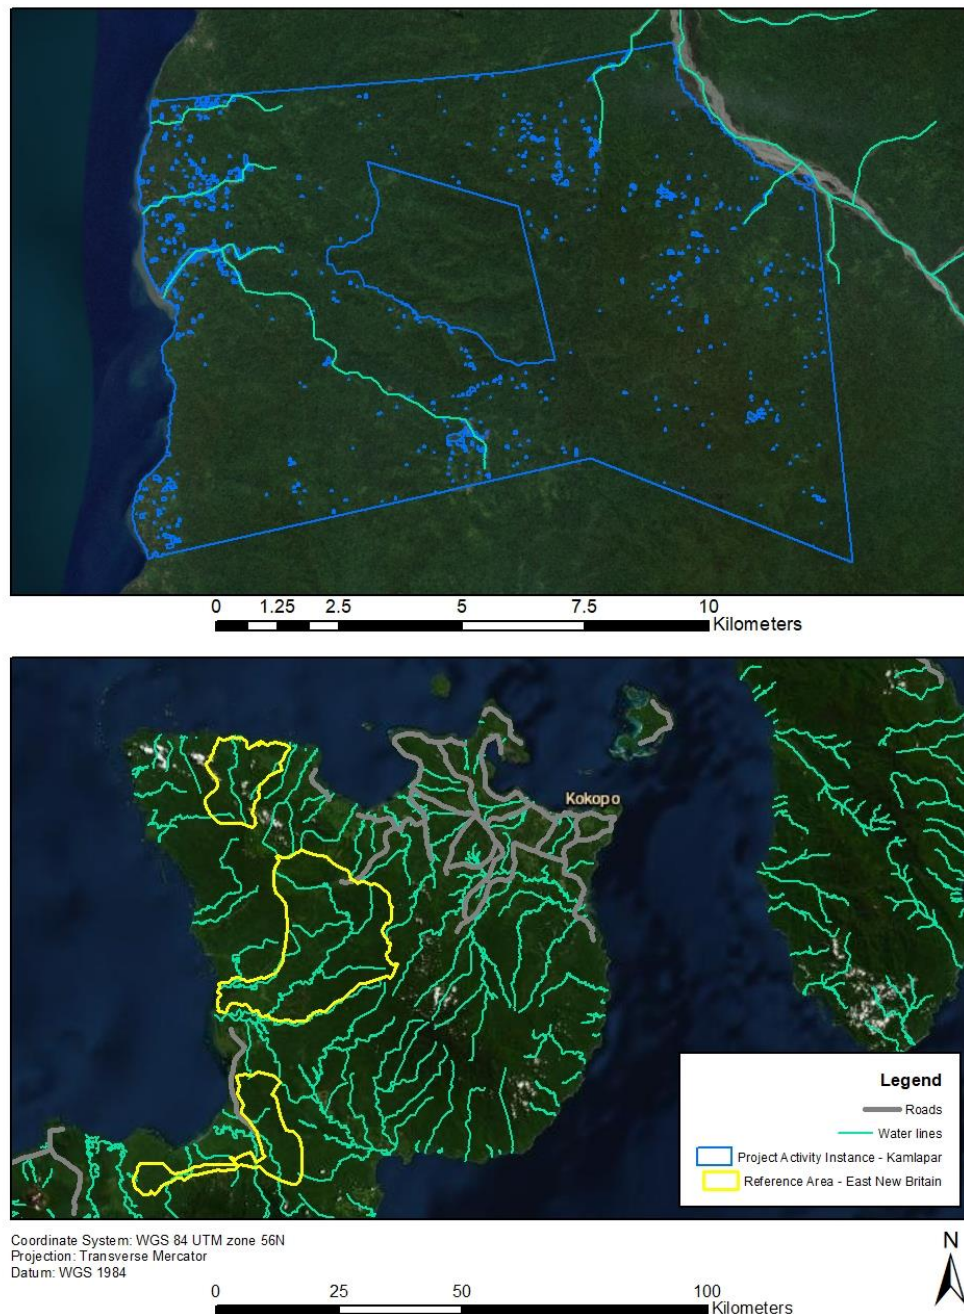 0 1.25 2.5 5 7.5 10
Kilometers
Kokopo
Legend
Roads
Water lines
Project Activity Instance - Kamlapar
Reference Area - East New Britain
Coordinate System: WGS 84 UTM zone 56N
Projection: Transverse Mercator
Datum: WGS 1984
N
0 25 50 100
Kilometers